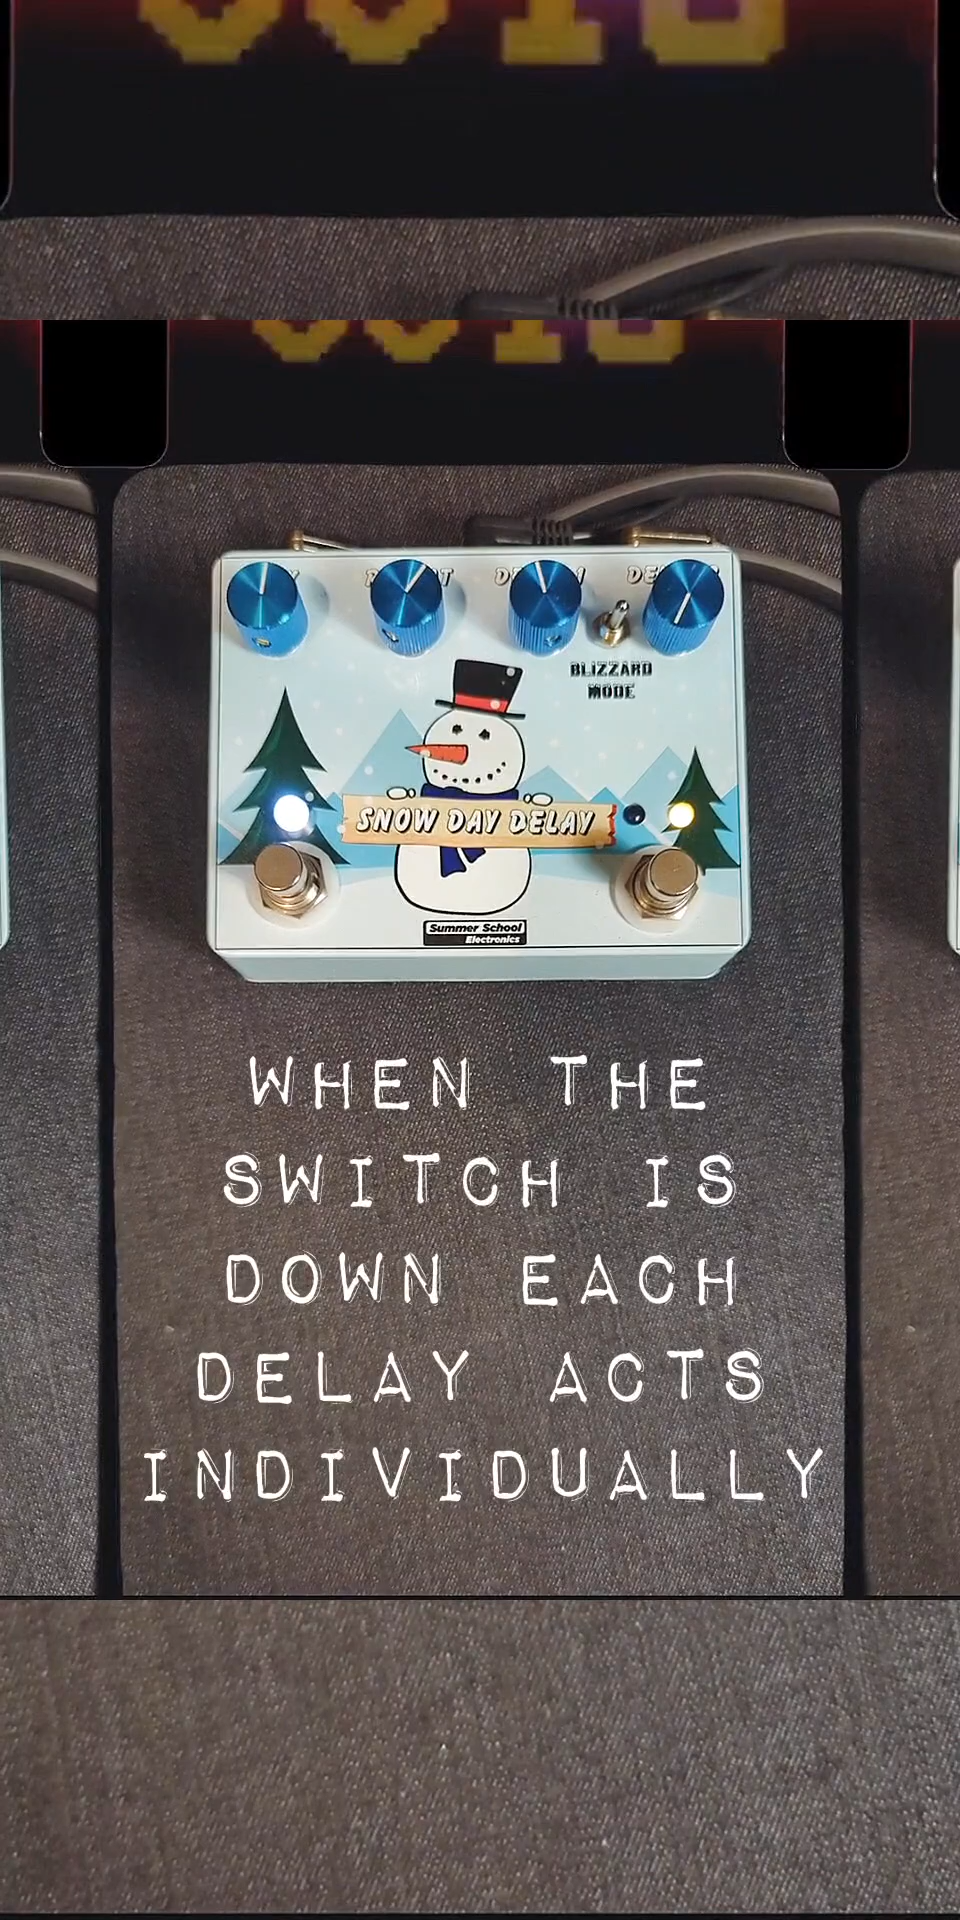 BLIZZARD
MODE
SNOW DAY DELAY
Summer School
Electronics
WHEN THE
SWITCH IS
DOWN EACH
DELAY ACTS
INDIVIDUALLY